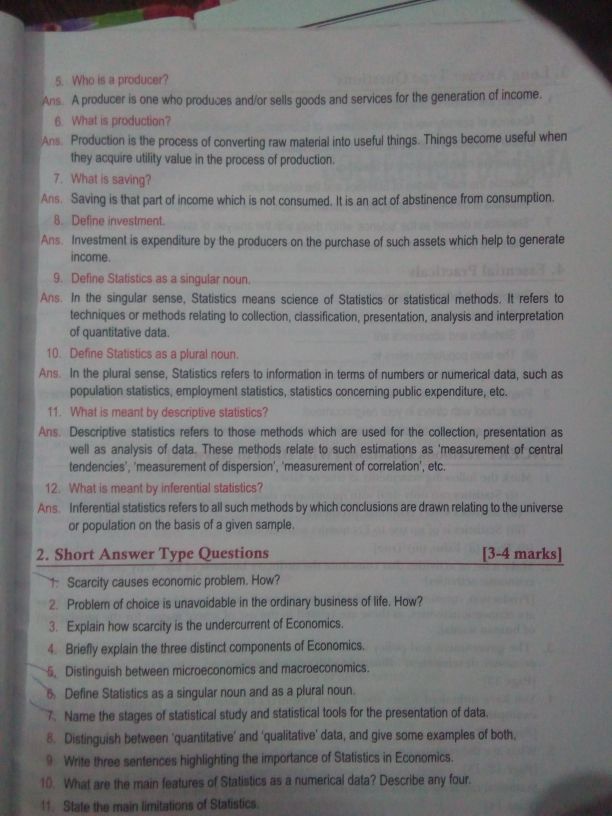 5. Who is a producer?
Ans. A producer is one who produces and/or sells goods and services for the generation of income.
6. What is production?
Ans. Production is the process of converting raw material into useful things. Things become useful when
they acquire utility value in the process of production.
7. What is saving?
Ans. Saving is that part of income which is not consumed. It is an act of abstinence from consumption.
8. Define investment.
Ans. Investment is expenditure by the producers on the purchase of such assets which help to generate
income.
9. Define Statistics as a singular noun.
Ans. In the singular sense, Statistics means science of Statistics or statistical methods. It refers to
techniques or methods relating to collection, classification, presentation, analysis and interpretation
of quantitative data.
10. Define Statistics as a plural noun.
Ans. In the plural sense, Statistics refers to information in terms of numbers or numerical data, such as
population statistics, employment statistics, statistics concerning public expenditure, etc.
11. What is meant by descriptive statistics?
Ans. Descriptive statistics refers to those methods which are used for the collection, presentation as
well as analysis of data. These methods relate to such estimations as 'measurement of central
tendencies', 'measurement of dispersion', 'measurement of correlation', etc.
12. What is meant by inferential statistics?
Ans. Inferential statistics refers to all such methods by which conclusions are drawn relating to the universe
or population on the basis of a given sample.
2. Short Answer Type Questions [3-4 marks]
1. Scarcity causes economic problem. How?
2. Problem of choice is unavoidable in the ordinary business of life. How?
3. Explain how scarcity is the undercurrent of Economics.
4. Briefly explain the three distinct components of Economics.
5. Distinguish between microeconomics and macroeconomics.
6. Define Statistics as a singular noun and as a plural noun.
7. Name the stages of statistical study and statistical tools for the presentation of data.
8. Distinguish between 'quantitative' and 'qualitative' data, and give some examples of both.
9. Write three sentences highlighting the importance of Statistics in Economics.
10. What are the main features of Statistics as a numerical data? Describe any four.
11. State the main limitations of Statistics.